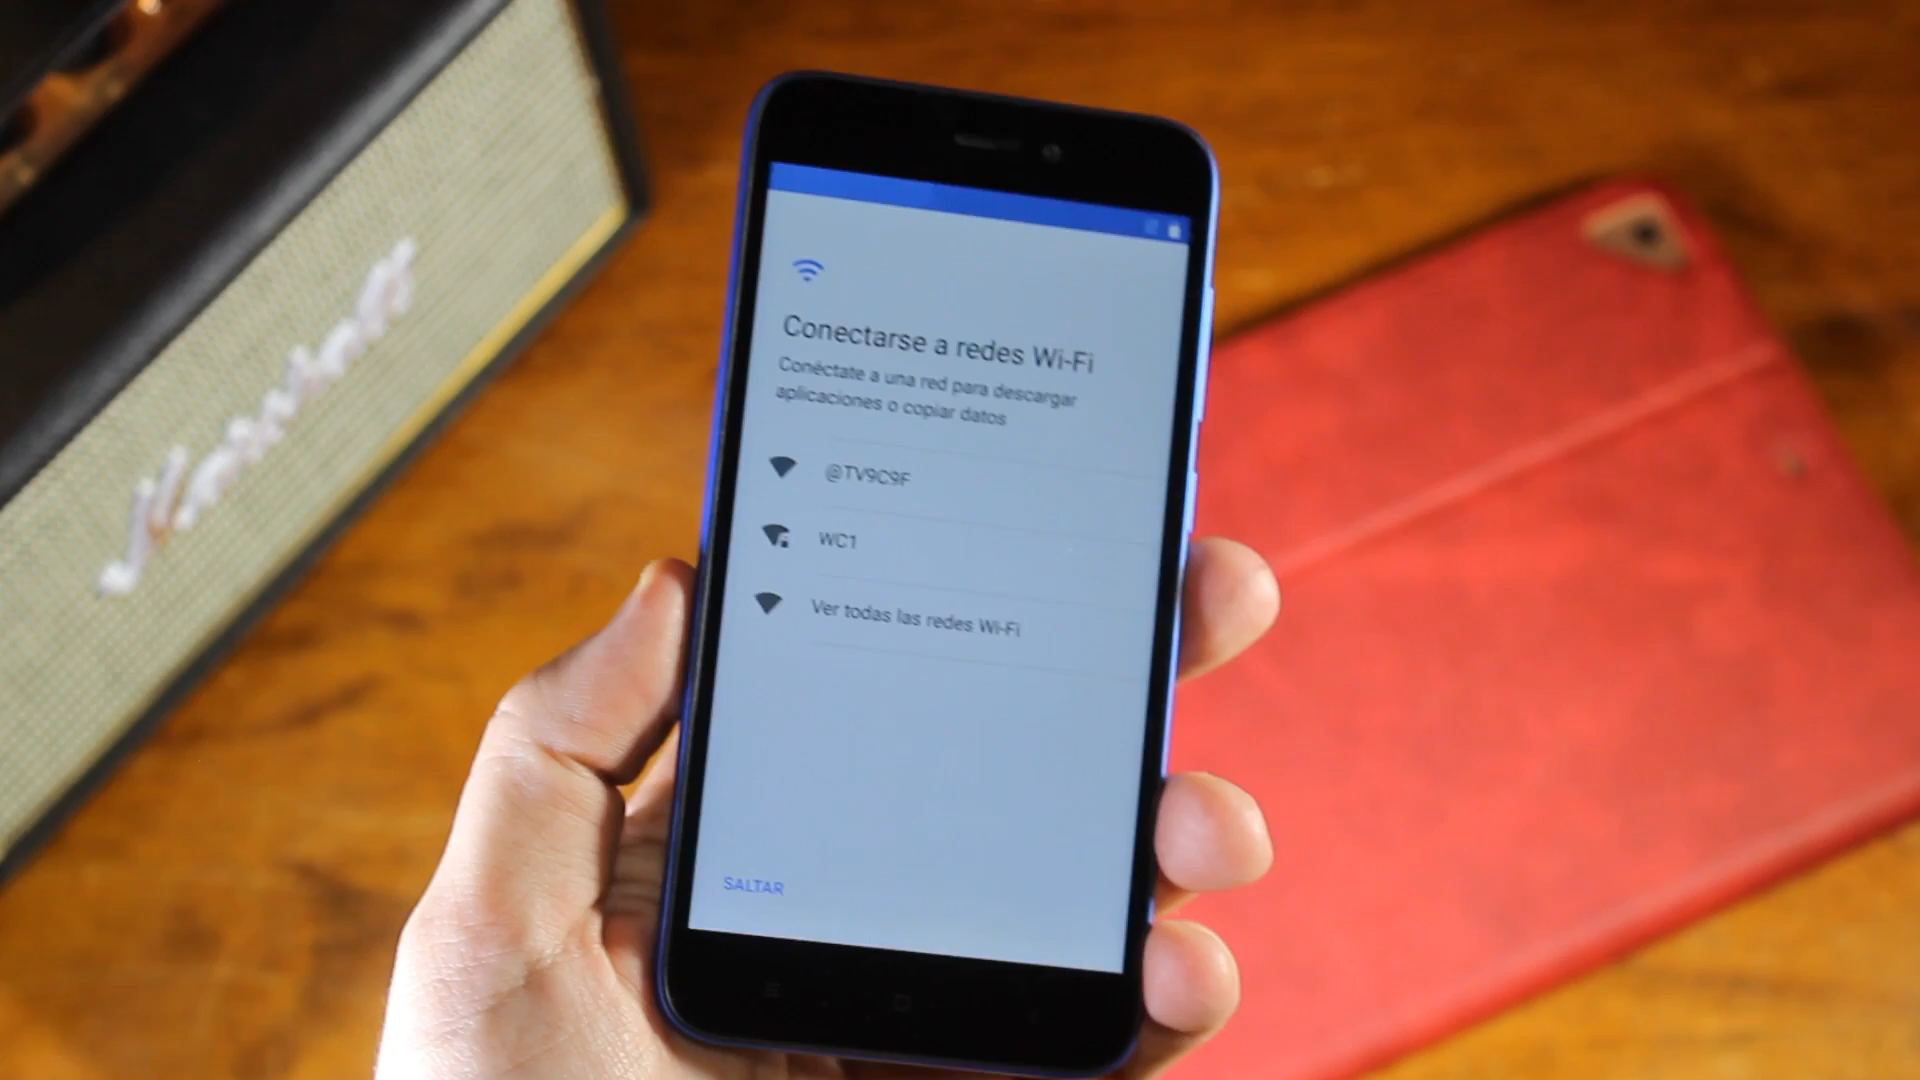 Conectarse a redes Wi-Fi
Conéctate a una red para descargar
aplicaciones o copiar datos
@TV9C9F
WC1
Ver todas las redes Wi-Fi
SALTAR
Marshall